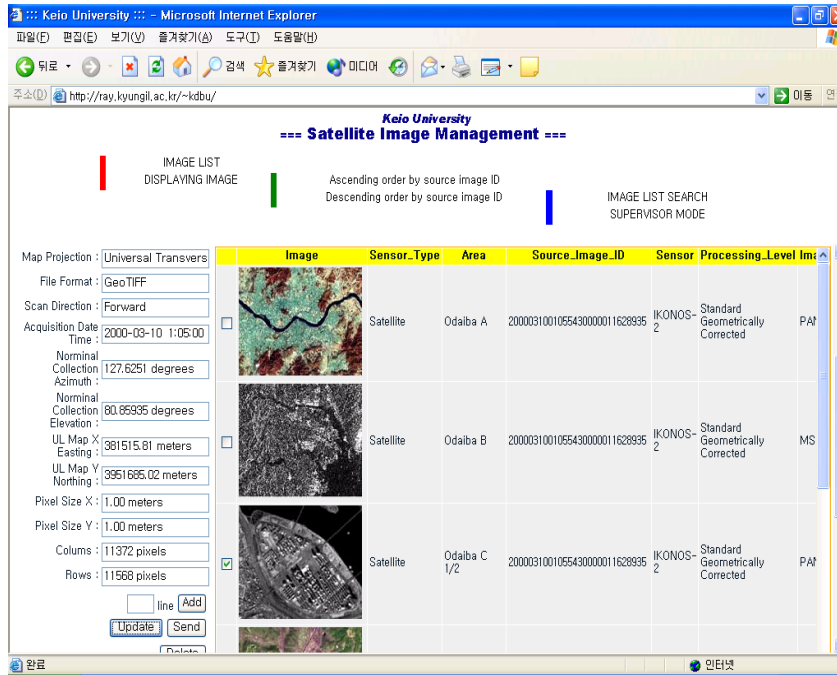 ::: Keio University ::: - Microsoft Internet Explorer
파일(F) 편집(E) 보기(V) 즐겨찾기(A) 도구(T) 도움말(H)
뒤로 검색 즐겨찾기 미디어
주소(D) http://ray.kyungil.ac.kr/~kdbu/ 이동 연
Keio University
=== Satellite Image Management ===
IMAGE LIST
DISPLAYING IMAGE
Ascending order by source image ID
Descending order by source image ID
IMAGE LIST SEARCH
SUPERVISOR MODE
Map Projection : Universal Transvers
File Format : GeoTIFF
Scan Direction : Forward
Acquisition Date Time : 2000-03-10 1:05:00
Norminal Collection Azimuth : 127.6251 degrees
Norminal Collection Elevation : 80.85935 degrees
UL Map X Easting : 381515.81 meters
UL Map Y Northing : 3951685.02 meters
Pixel Size X : 1.00 meters
Pixel Size Y : 1.00 meters
Colums : 11372 pixels
Rows : 11568 pixels
line Add
Update Send
Delete
Image Sensor_Type Area Source_Image_ID Sensor Processing_Level Ima
Satellite Odaiba A 2000031001055430000011628935 IKONOS-2 Standard Geometrically Corrected PAN
Satellite Odaiba B 2000031001055430000011628935 IKONOS-2 Standard Geometrically Corrected MS
Satellite Odaiba C 1/2 2000031001055430000011628935 IKONOS-2 Standard Geometrically Corrected PAN
완료 인터넷